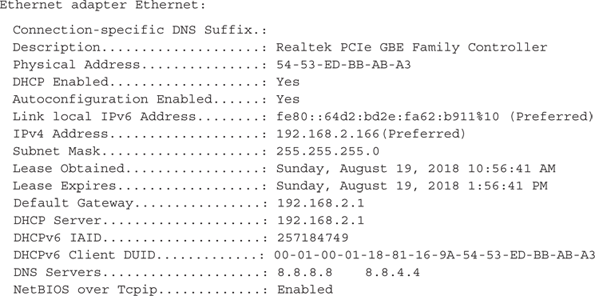 Ethernet adapter Ethernet:
Connection-specific DNS Suffix.:
Description...................: Realtek PCIe GBE Family Controller
Physical Address..............: 54-53-ED-BB-AB-A3
DHCP Enabled..................: Yes
Autoconfiguration Enabled.....: Yes
Link local IPv6 Address.......: fe80::64d2:bd2e:fa62:b911%10 (Preferred)
IPv4 Address..................: 192.168.2.166(Preferred)
Subnet Mask...................: 255.255.255.0
Lease Obtained................: Sunday, August 19, 2018 10:56:41 AM
Lease Expires.................: Sunday, August 19, 2018 1:56:41 PM
Default Gateway...............: 192.168.2.1
DHCP Server...................: 192.168.2.1
DHCPv6 IAID...................: 257184749
DHCPv6 Client DUID............: 00-01-00-01-18-81-16-9A-54-53-ED-BB-AB-A3
DNS Servers...................: 8.8.8.8 8.8.4.4
NetBIOS over Tcpip............: Enabled